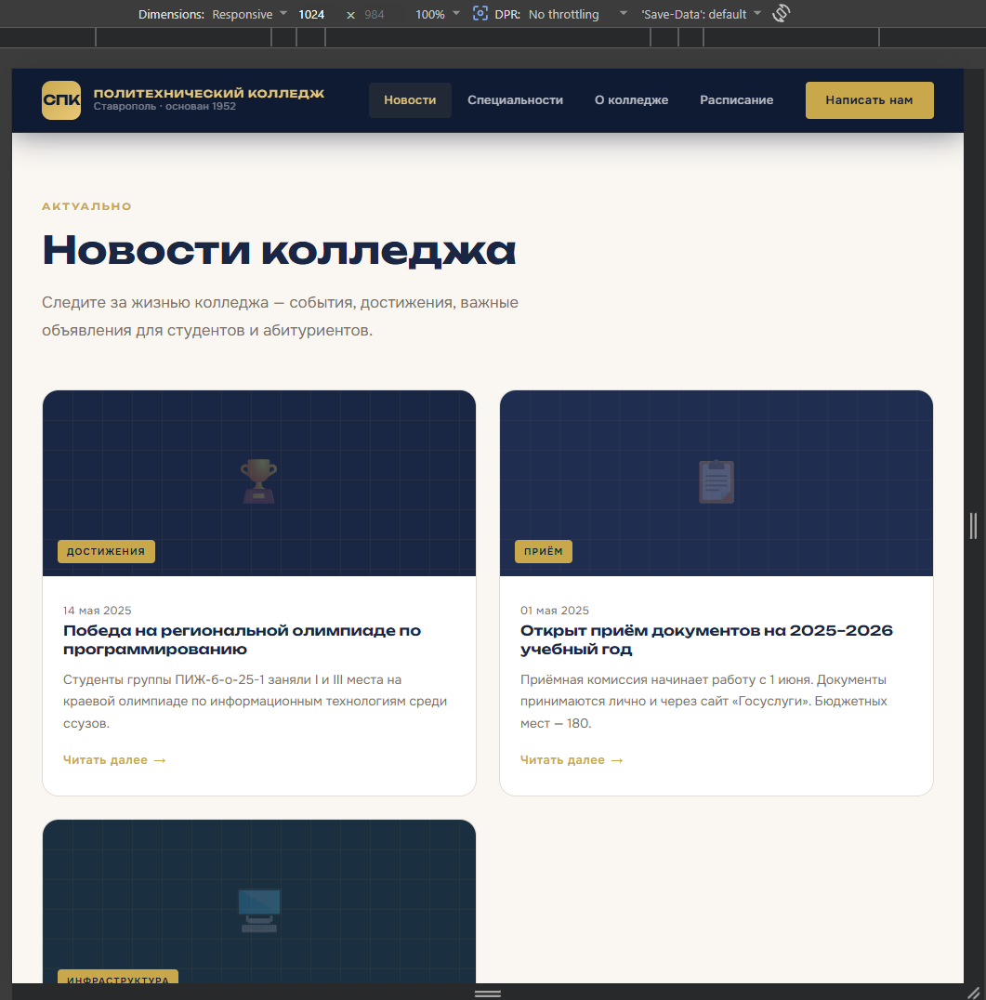 Dimensions: Responsive 1024 × 984 100% DPR: No throttling 'Save-Data': default
СПК
ПОЛИТЕХНИЧЕСКИЙ КОЛЛЕДЖ
Ставрополь · основан 1952
Новости Специальности О колледже Расписание Написать нам
АКТУАЛЬНО
Новости колледжа
Следите за жизнью колледжа — события, достижения, важные
объявления для студентов и абитуриентов.
ДОСТИЖЕНИЯ
14 мая 2025
Победа на региональной олимпиаде по
программированию
Студенты группы ПИЖ-б-о-25-1 заняли I и III места на
краевой олимпиаде по информационным технологиям среди
ссузов.
Читать далее →
ПРИЁМ
01 мая 2025
Открыт приём документов на 2025–2026
учебный год
Приёмная комиссия начинает работу с 1 июня. Документы
принимаются лично и через сайт «Госуслуги». Бюджетных
мест — 180.
Читать далее →
ИНФРАСТРУКТУРА